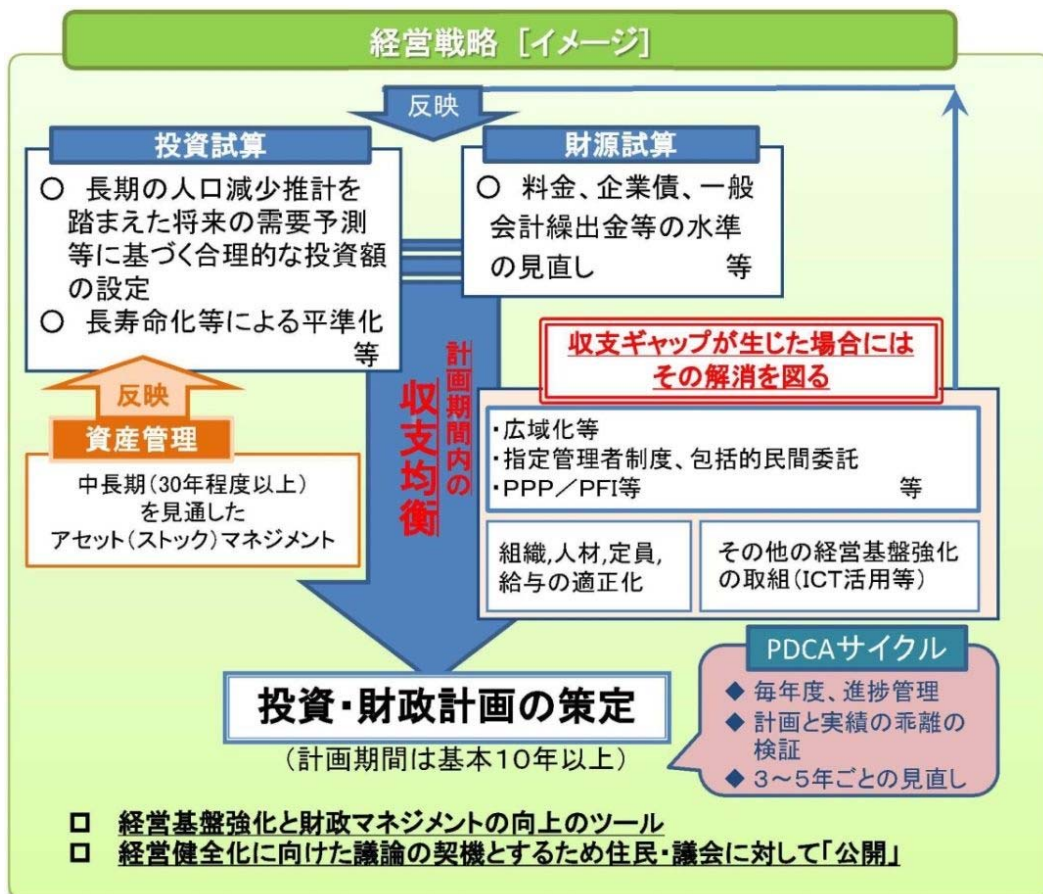 経営戦略 [イメージ]
反映
投資試算
○ 長期の人口減少推計を
踏まえた将来の需要予測
等に基づく合理的な投資額
の設定
○ 長寿命化等による平準化
等
財源試算
○ 料金、企業債、一般
会計繰出金等の水準
の見直し 等
反映
資産管理
中長期(30年程度以上)
を見通した
アセット(ストック)マネジメント
計画期間内の
収支均衡
収支ギャップが生じた場合には
その解消を図る
・広域化等
・指定管理者制度、包括的民間委託
・PPP/PFI等 等
組織,人材,定員,
給与の適正化
その他の経営基盤強化
の取組(ICT活用等)
投資・財政計画の策定
(計画期間は基本10年以上)
PDCAサイクル
◆ 毎年度、進捗管理
◆ 計画と実績の乖離の
検証
◆ 3~5年ごとの見直し
□ 経営基盤強化と財政マネジメントの向上のツール
□ 経営健全化に向けた議論の契機とするため住民・議会に対して「公開」